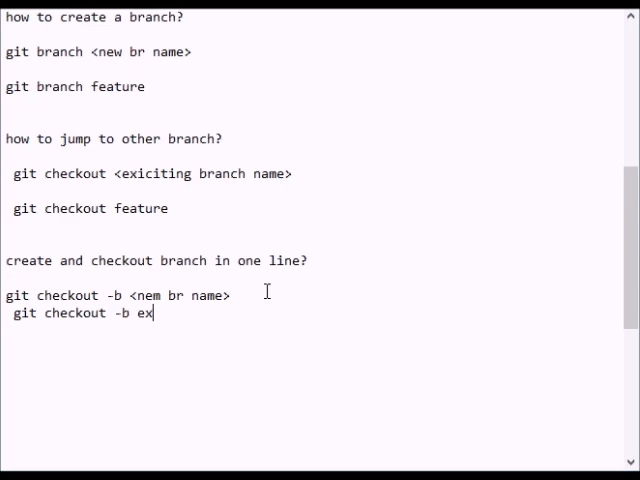 how to create a branch?
git branch <new br name>
git branch feature
how to jump to other branch?
git checkout <exiciting branch name>
git checkout feature
create and checkout branch in one line?
git checkout -b <nem br name>
git checkout -b ex